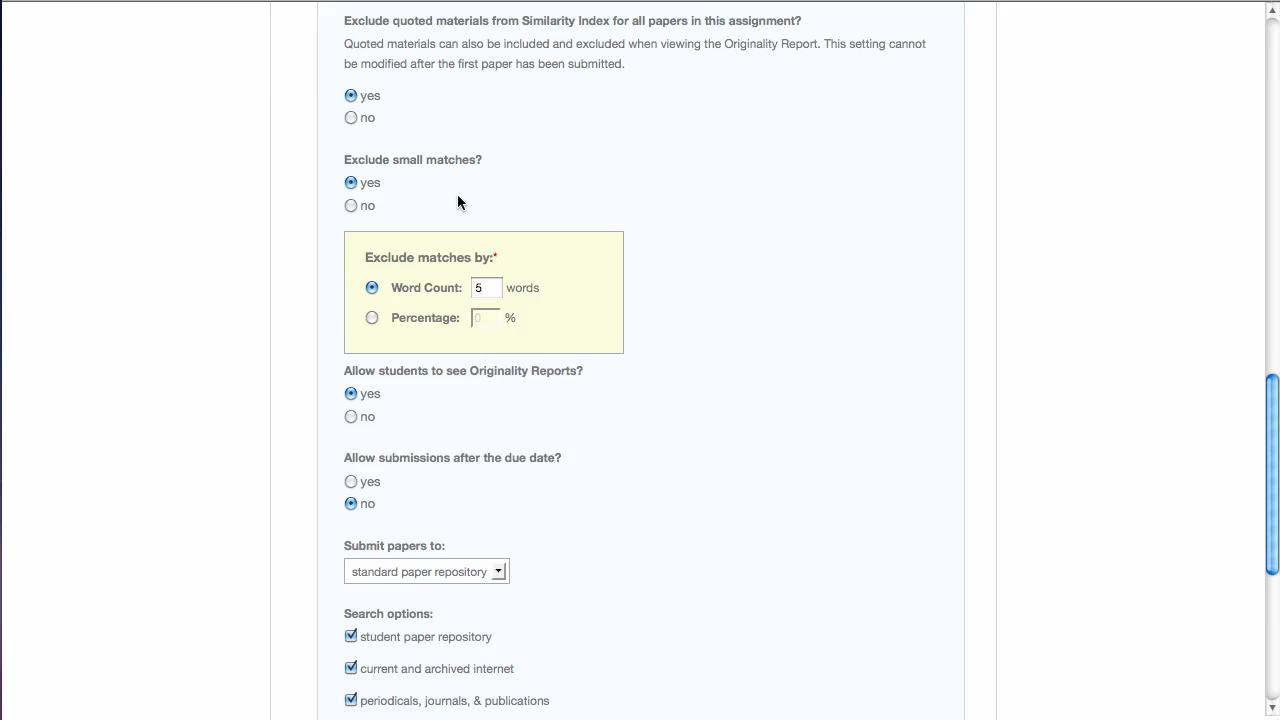 Exclude quoted materials from Similarity Index for all papers in this assignment?
Quoted materials can also be included and excluded when viewing the Originality Report. This setting cannot
be modified after the first paper has been submitted.
yes
no
Exclude small matches?
yes
no
Exclude matches by:*
Word Count: 5 words
Percentage: 0 %
Allow students to see Originality Reports?
yes
no
Allow submissions after the due date?
yes
no
Submit papers to:
standard paper repository
Search options:
student paper repository
current and archived internet
periodicals, journals, & publications